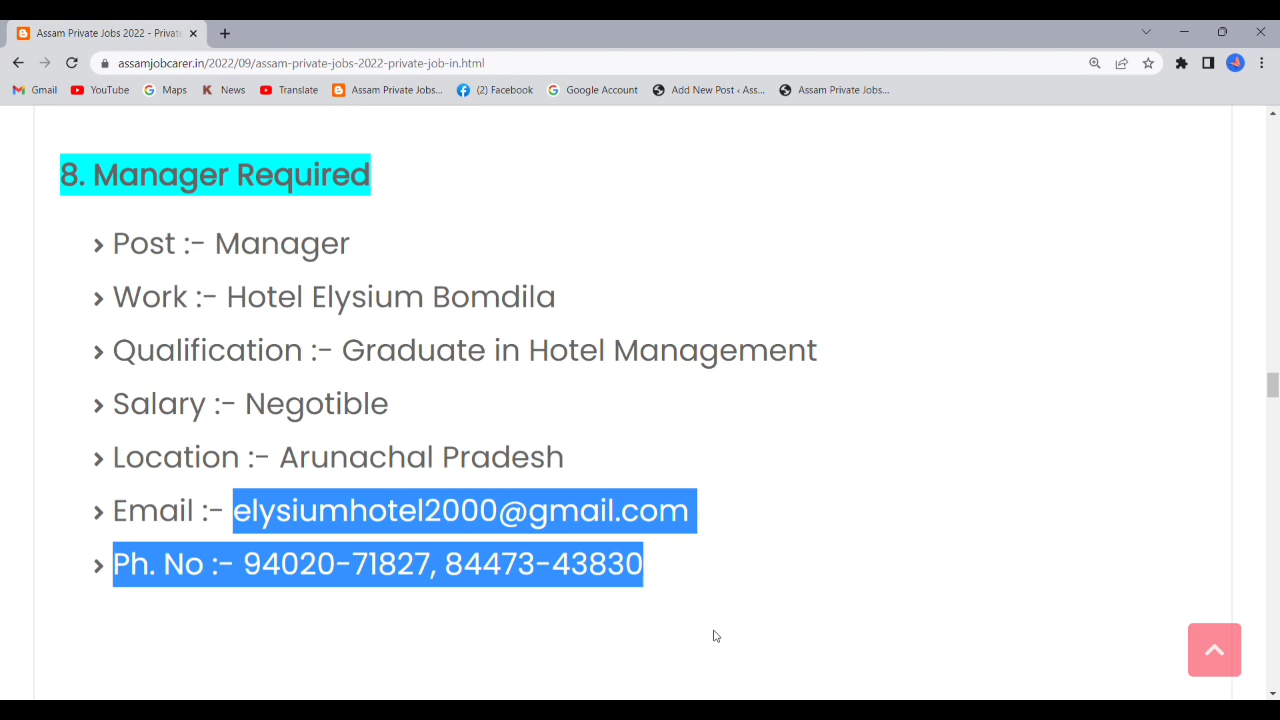 Assam Private Jobs 2022 - Private
assamjobcarer.in/2022/09/assam-private-jobs-2022-private-job-in.html
Gmail YouTube Maps News Translate Assam Private Jobs... (2) Facebook Google Account Add New Post ‹ Ass... Assam Private Jobs...
8. Manager Required
Post :- Manager
Work :- Hotel Elysium Bomdila
Qualification :- Graduate in Hotel Management
Salary :- Negotible
Location :- Arunachal Pradesh
Email :- elysiumhotel2000@gmail.com
Ph. No :- 94020-71827, 84473-43830